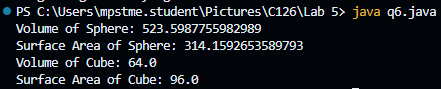 PS C:\Users\mpstme.student\Pictures\C126\Lab 5> java q6.java
Volume of Sphere: 523.5987755982989
Surface Area of Sphere: 314.1592653589793
Volume of Cube: 64.0
Surface Area of Cube: 96.0